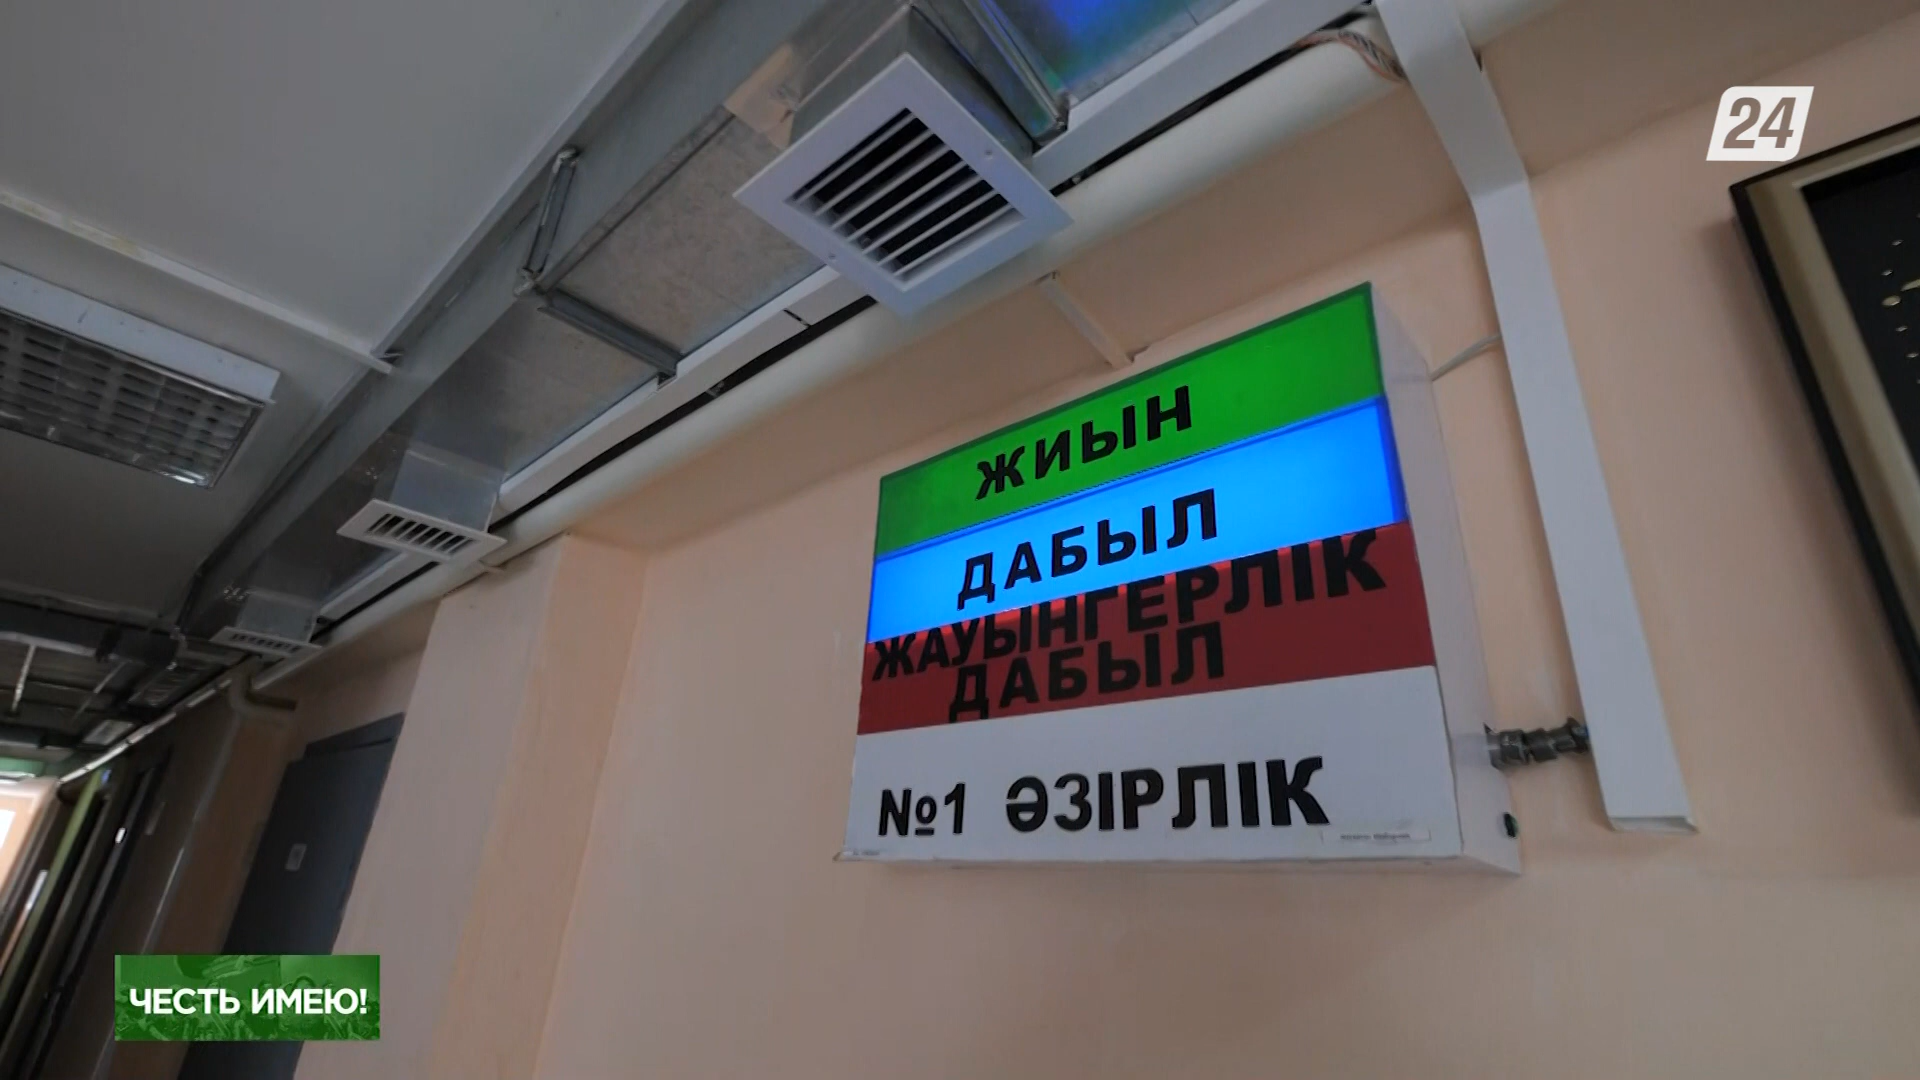 24
ЖИЫН
ДАБЫЛ
ЖАУЫНГЕРЛІК
ДАБЫЛ
№1 ӘЗІРЛІК
ЧЕСТЬ ИМЕЮ!